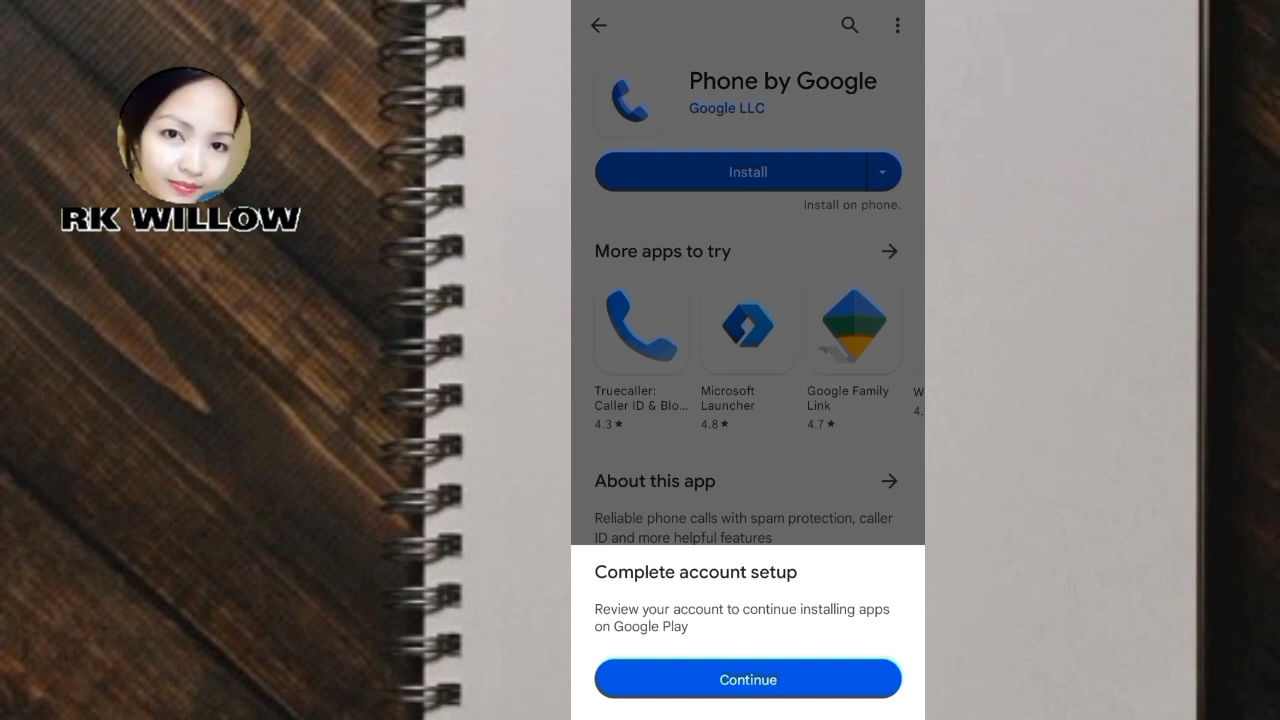 RK WILLOW
Phone by Google
Google LLC
Install
Install on phone.
More apps to try
Truecaller:
Caller ID & Blo...
4.3★
Microsoft
Launcher
4.8★
Google Family
Link
4.7★
W
4.
About this app
Reliable phone calls with spam protection, caller
ID and more helpful features
Complete account setup
Review your account to continue installing apps
on Google Play
Continue